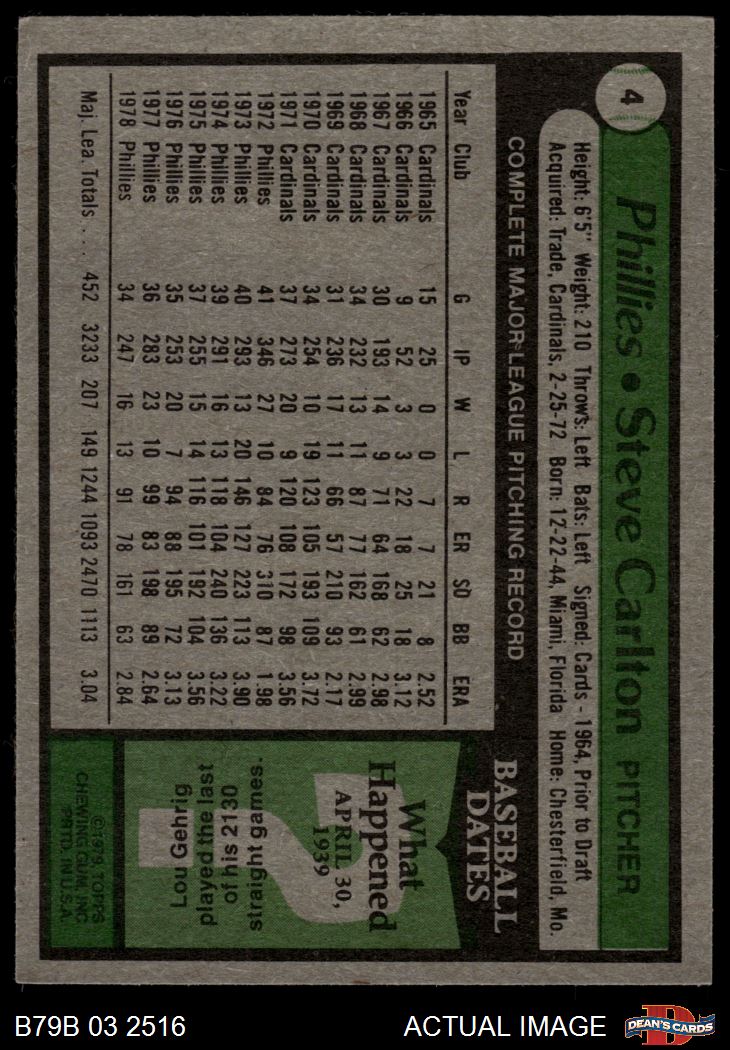 4
Phillies • Steve Carlton PITCHER
Height: 6'5" Weight: 210 Throws: Left Bats: Left Signed: Cards - 1964, Prior to Draft
Acquired: Trade, Cardinals, 2-25-72 Born: 12-22-44, Miami, Florida Home: Chesterfield, Mo.
COMPLETE MAJOR LEAGUE PITCHING RECORD
Year Club G IP W L R ER SO BB ERA
1965 Cardinals 15 25 0 0 7 7 21 8 2.52
1966 Cardinals 9 52 3 3 22 18 25 18 3.12
1967 Cardinals 30 193 14 9 71 64 168 62 2.98
1968 Cardinals 34 232 13 11 87 77 162 61 2.99
1969 Cardinals 31 236 17 11 66 57 210 93 2.17
1970 Cardinals 34 254 10 19 123 105 193 109 3.72
1971 Cardinals 37 273 20 9 120 108 172 98 3.56
1972 Phillies 41 346 27 10 84 76 310 87 1.98
1973 Phillies 40 293 13 20 146 127 223 113 3.90
1974 Phillies 39 291 16 13 118 104 240 136 3.22
1975 Phillies 37 255 15 14 116 101 192 104 3.56
1976 Phillies 35 253 20 7 94 88 195 72 3.13
1977 Phillies 36 283 23 10 99 83 198 89 2.64
1978 Phillies 34 247 16 13 91 78 161 63 2.84
Maj. Lea. Totals . . . 452 3233 207 149 1244 1093 2470 1113 3.04
BASEBALL
DATES
What
Happened
APRIL 30,
1939
?
Lou Gehrig
played the last
of his 2130
straight games.
©1979, TOPPS
CHEWING GUM, INC.
PRTD. IN U.S.A.
B79B 03 2516
ACTUAL IMAGE
D
DEAN'S CARDS